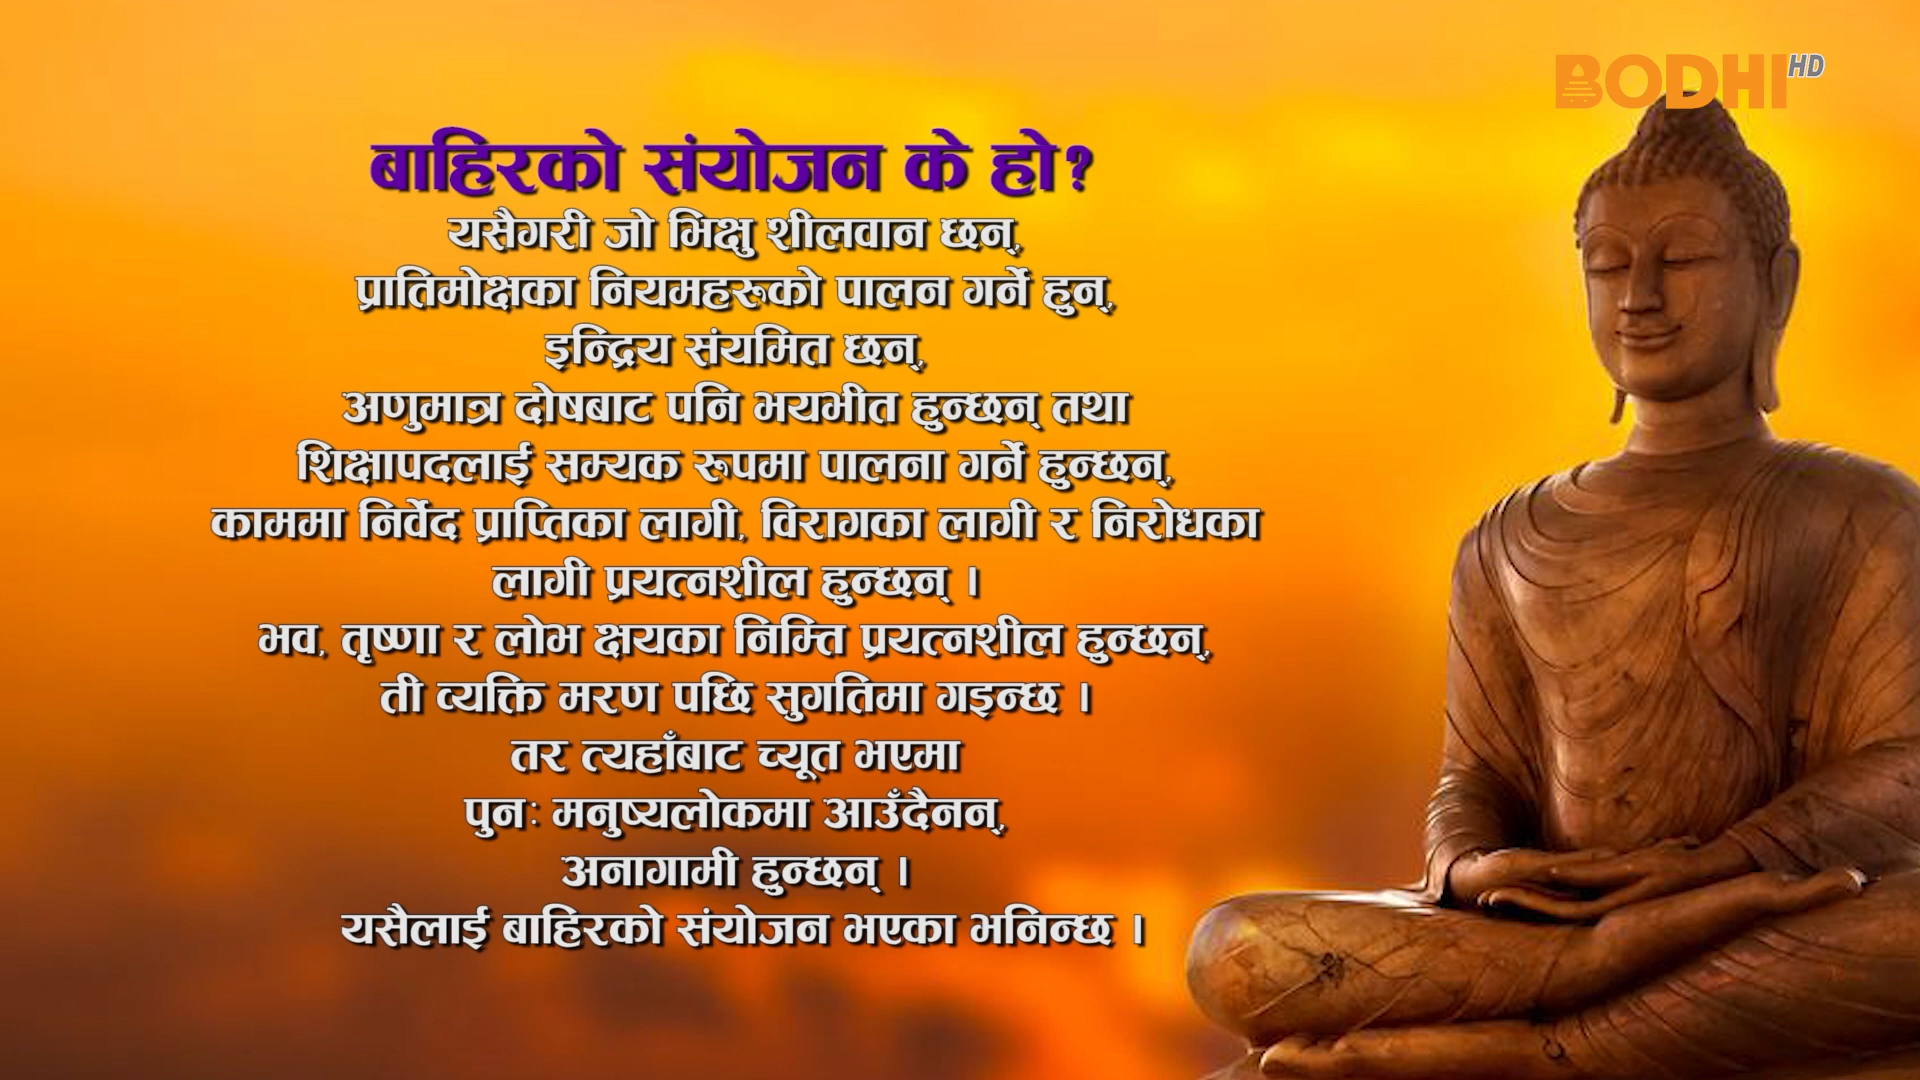 BODHI HD
बाहिरको संयोजन के हो?
यसैगरी जो भिक्षु शीलवान छन्,
प्रातिमोक्षका नियमहरुको पालन गर्ने हुन्,
इन्द्रिय संयमित छन्,
अणुमात्र दोषबाट पनि भयभीत हुन्छन् तथा
शिक्षापदलाई सम्यक रूपमा पालना गर्ने हुन्छन्,
काममा निर्वेद प्राप्तिका लागी, विरागका लागी र निरोधका
लागी प्रयत्नशील हुन्छन् ।
भव, तृष्णा र लोभ क्षयका निम्ति प्रयत्नशील हुन्छन्,
ती व्यक्ति मरण पछि सुगतिमा गइन्छ ।
तर त्यहाँबाट च्यूत भएमा
पुनः मनुष्यलोकमा आउँदैनन्,
अनागामी हुन्छन् ।
यसैलाई बाहिरको संयोजन भएका भनिन्छ ।